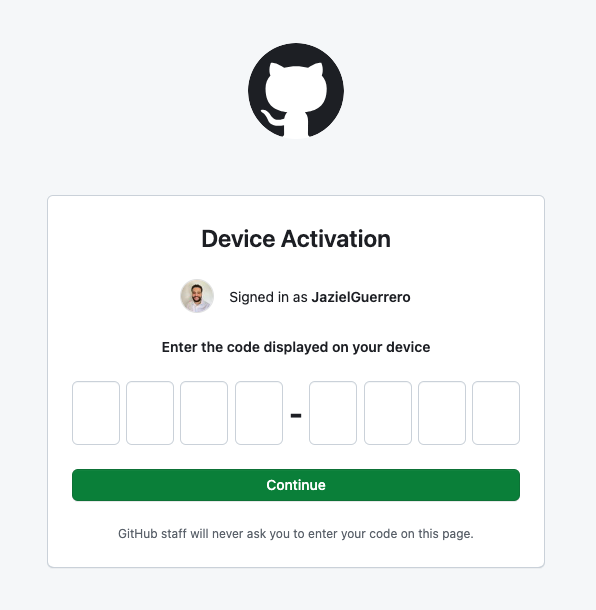 Device Activation
Signed in as JazielGuerrero
Enter the code displayed on your device
-
Continue
GitHub staff will never ask you to enter your code on this page.